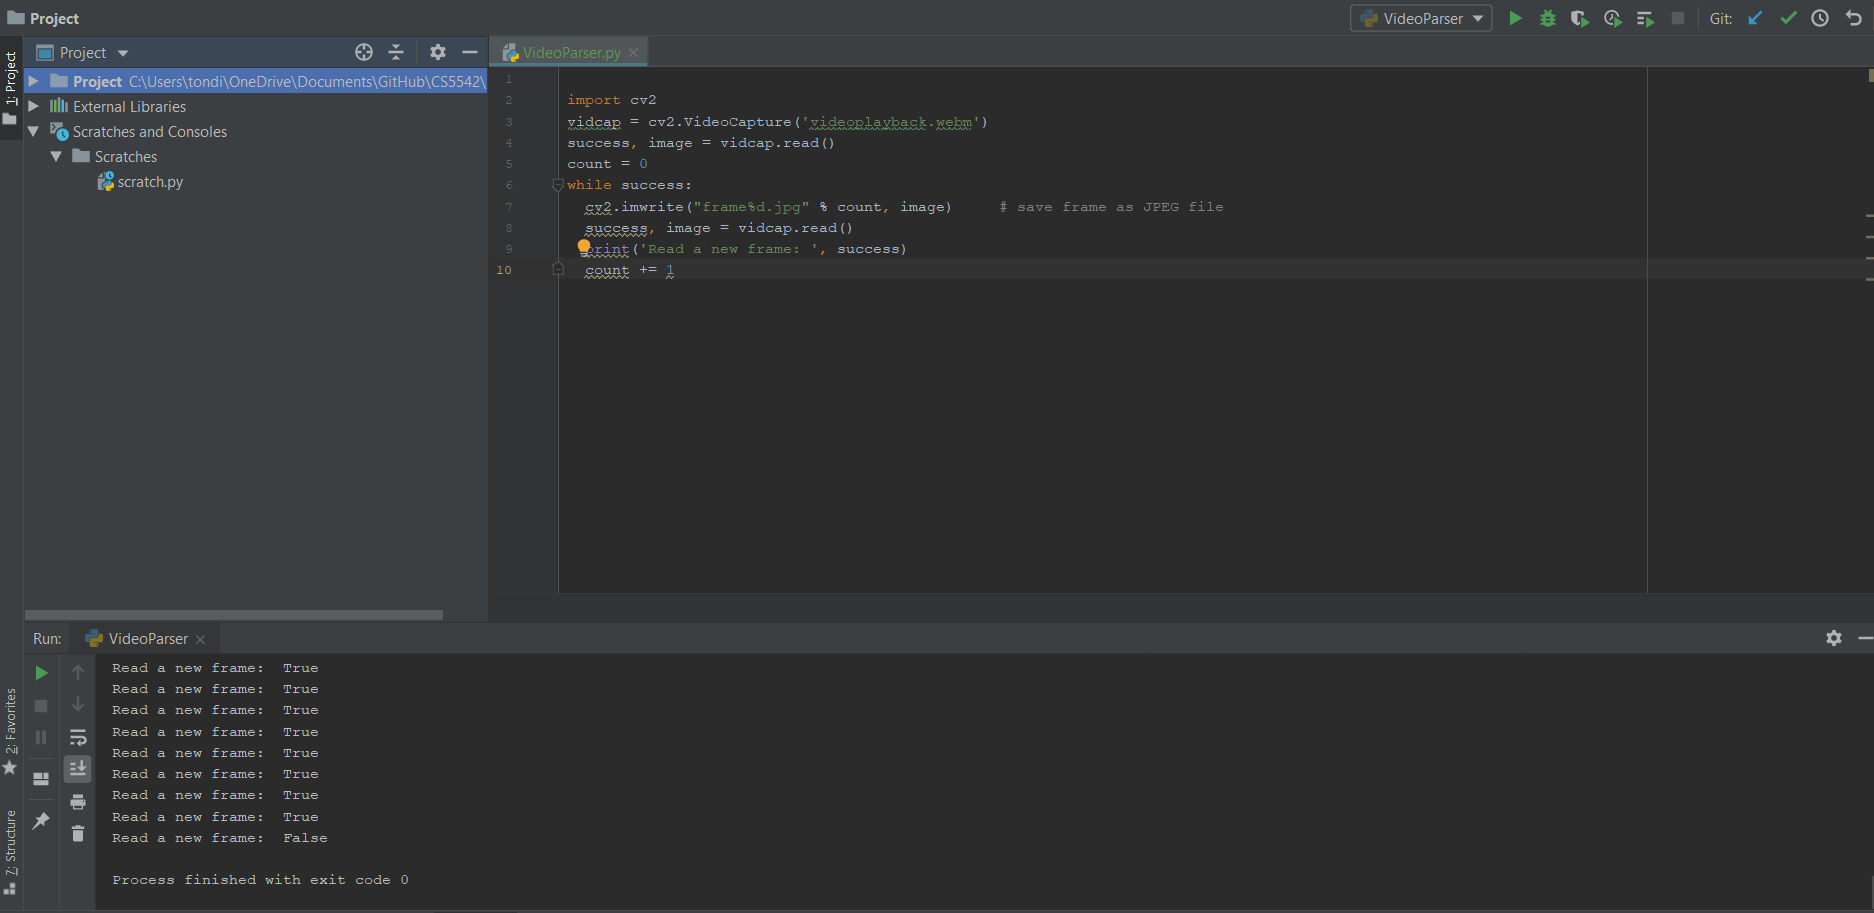 Project
VideoParser
Git:
1: Project
Project
VideoParser.py
Project C:\Users\tondi\OneDrive\Documents\GitHub\CS5542\
External Libraries
Scratches and Consoles
Scratches
scratch.py
1
2 import cv2
3 vidcap = cv2.VideoCapture('videoplayback.webm')
4 success, image = vidcap.read()
5 count = 0
6 while success:
7 cv2.imwrite("frame%d.jpg" % count, image) # save frame as JPEG file
8 success, image = vidcap.read()
9 print('Read a new frame: ', success)
10 count += 1
Run: VideoParser
2: Favorites
7: Structure
Read a new frame: True
Read a new frame: True
Read a new frame: True
Read a new frame: True
Read a new frame: True
Read a new frame: True
Read a new frame: True
Read a new frame: True
Read a new frame: False
Process finished with exit code 0